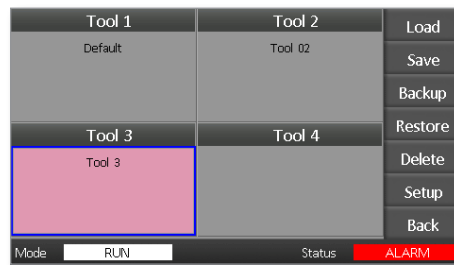 Tool 1
Tool 2
Default
Tool 02
Tool 3
Tool 4
Tool 3
Load
Save
Backup
Restore
Delete
Setup
Back
Mode RUN Status ALARM